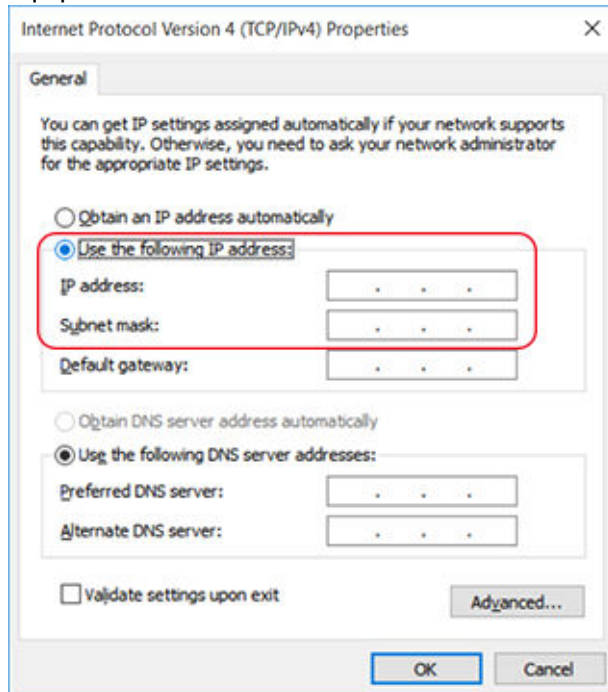 Internet Protocol Version 4 (TCP/IPv4) Properties
General
You can get IP settings assigned automatically if your network supports
this capability. Otherwise, you need to ask your network administrator
for the appropriate IP settings.
Obtain an IP address automatically
Use the following IP address:
IP address:
Subnet mask:
Default gateway:
Obtain DNS server address automatically
Use the following DNS server addresses:
Preferred DNS server:
Alternate DNS server:
Validate settings upon exit
Advanced...
OK Cancel